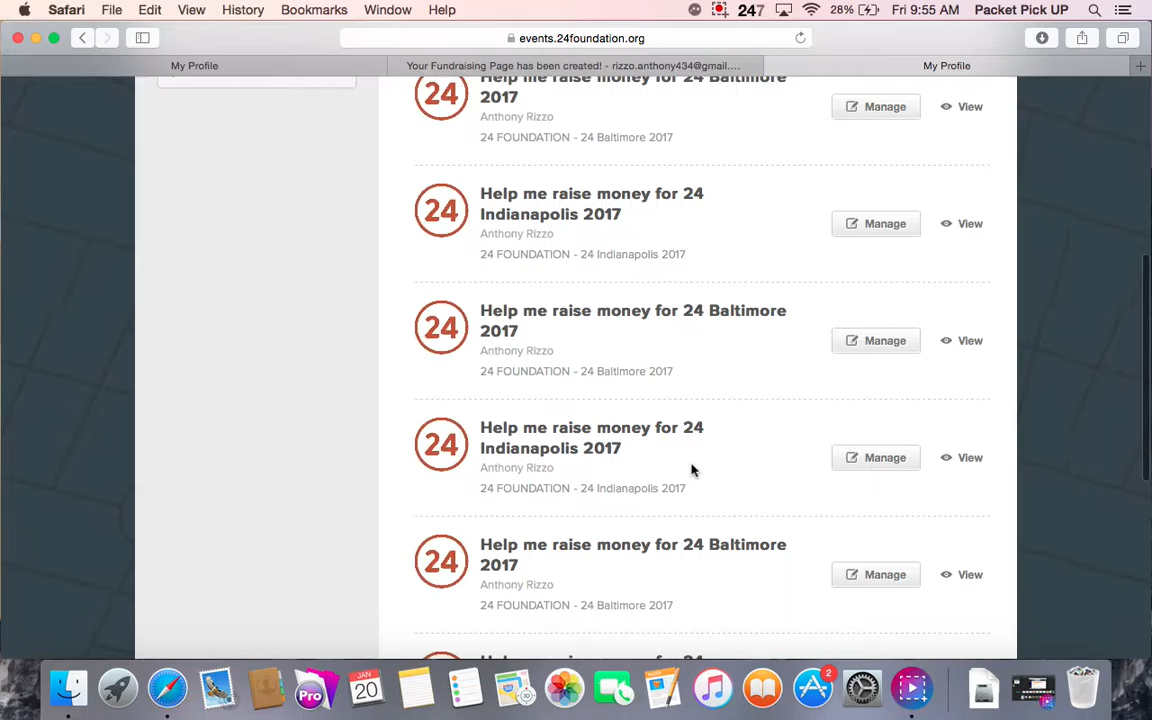 Safari File Edit View History Bookmarks Window Help 247 28% Fri 9:55 AM Packet Pick UP
events.24foundation.org
My Profile Your Fundraising Page has been created! - rizzo.anthony434@gmail.... My Profile
24 Help me raise money for 24 Baltimore
2017
Manage View
Anthony Rizzo
24 FOUNDATION - 24 Baltimore 2017
Help me raise money for 24
24 Indianapolis 2017
Manage View
Anthony Rizzo
24 FOUNDATION - 24 Indianapolis 2017
Help me raise money for 24 Baltimore
24 2017
Manage View
Anthony Rizzo
24 FOUNDATION - 24 Baltimore 2017
Help me raise money for 24
24 Indianapolis 2017
Manage View
Anthony Rizzo
24 FOUNDATION - 24 Indianapolis 2017
Help me raise money for 24 Baltimore
24 2017
Manage View
Anthony Rizzo
24 FOUNDATION - 24 Baltimore 2017
Help me raise money for 24
Pro JAN 20 2